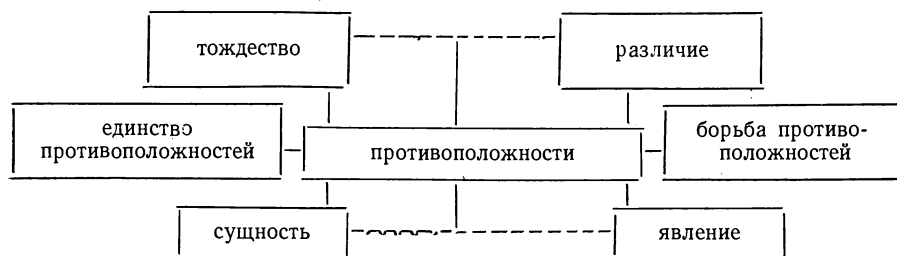 тождество
различие
единство
противоположностей
противоположности
борьба противо-
положностей
сущность
явление